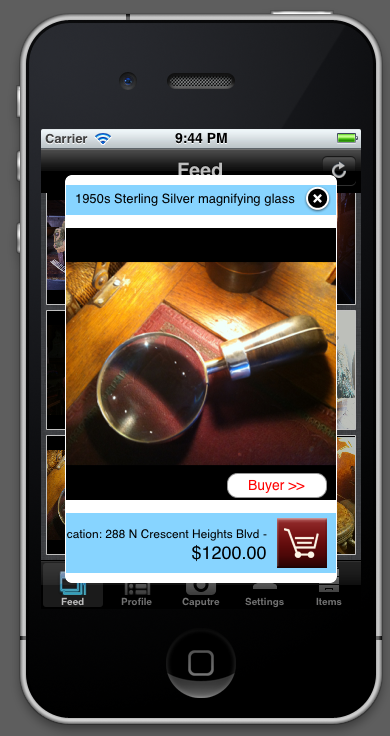 Carrier 9:44 PM
Feed
1950s Sterling Silver magnifying glass
Buyer >>
cation: 288 N Crescent Heights Blvd -
$1200.00
Feed Profile Caputre Settings Items